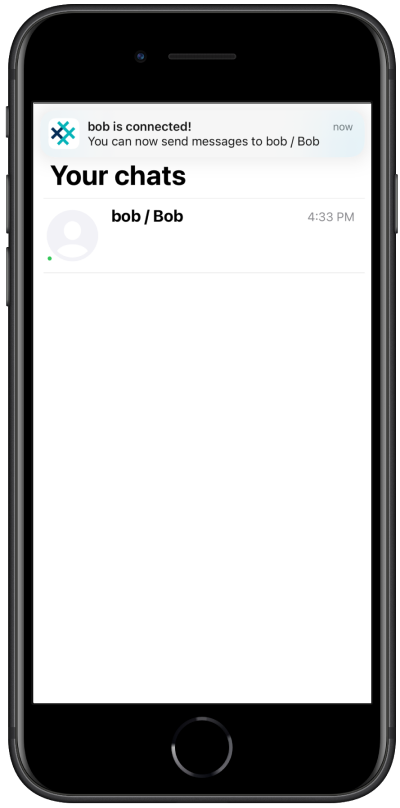 bob is connected!
now
You can now send messages to bob / Bob
Your chats
bob / Bob
4:33 PM